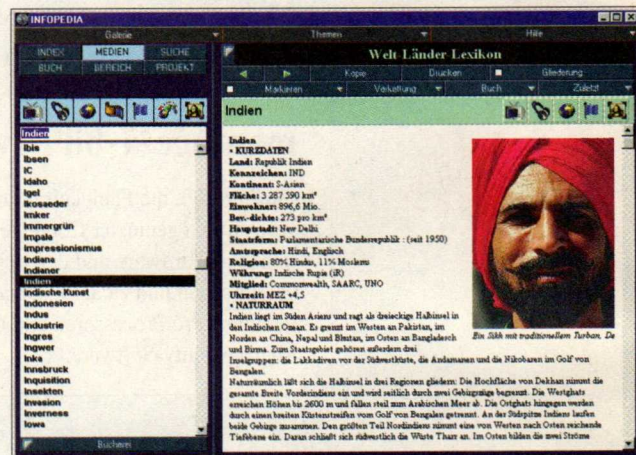 INFOPEDIA
Galerie Themen Hilfe
INDEX MEDIEN SUCHE
BUCH BEREICH PROJEKT
Welt-Länder-Lexikon
Kopie Drucken Gliederung
Markieren Verkettung Buch Zuletzt
Indien
Indien
Ibis
Ibsen
IC
Idaho
Igel
Ikosaeder
Imker
Immergrün
Impala
Impressionismus
Indiana
Indianer
Indien
indische Kunst
Indonesien
Indus
Industrie
Ingres
Ingwer
Inka
Innsbruck
Inquisition
Insekten
Invasion
Inverness
Iowa
Bücherei
Indien
• KURZDATEN
Land: Republik Indien
Kennzeichen: IND
Kontinent: S-Asien
Fläche: 3 287 590 km²
Einwohner: 896,6 Mio.
Bev.-dichte: 273 pro km²
Hauptstadt: New Delhi
Staatsform: Parlamentarische Bundesrepublik : (seit 1950)
Amtssprache: Hindi, Englisch
Religion: 80% Hindus, 11% Moslems
Währung: Indische Rupie (iR)
Mitglied: Commonwealth, SAARC, UNO
Uhrzeit: MEZ +4,5
• NATURRAUM
Indien liegt im Süden Asiens und ragt als dreieckige Halbinsel in
den Indischen Ozean. Es grenzt im Westen an Pakistan, im
Norden an China, Nepal und Bhutan, im Osten an Bangladesch
und Birma. Zum Staatsgebiet gehören außerdem drei
Inselgruppen: die Lakkadiven vor der Südwestküste, die Andamanen und die Nikobaren im Golf von
Bengalen.
Naturräumlich läßt sich die Halbinsel in drei Regionen gliedern: Die Hochfläche von Dekhan nimmt die
gesamte Breite Vorderindiens ein und wird seitlich durch zwei Gebirgszüge begrenzt. Die Westghats
erreichen Höhen bis 2600 m und fallen steil zum Arabischen Meer ab. Die Ostghats hingegen werden
durch einen breiten Küstenstreifen vom Golf von Bengalen getrennt. An der Südspitze Indiens laufen
beide Gebirge zusammen. Den größten Teil Nordindiens nimmt eine von Westen nach Osten reichende
Tiefebene ein. Daran schließt sich südwestlich die Wüste Tharr an. Im Osten bilden die zwei Ströme
Ein Sikh mit traditionellem Turban. De